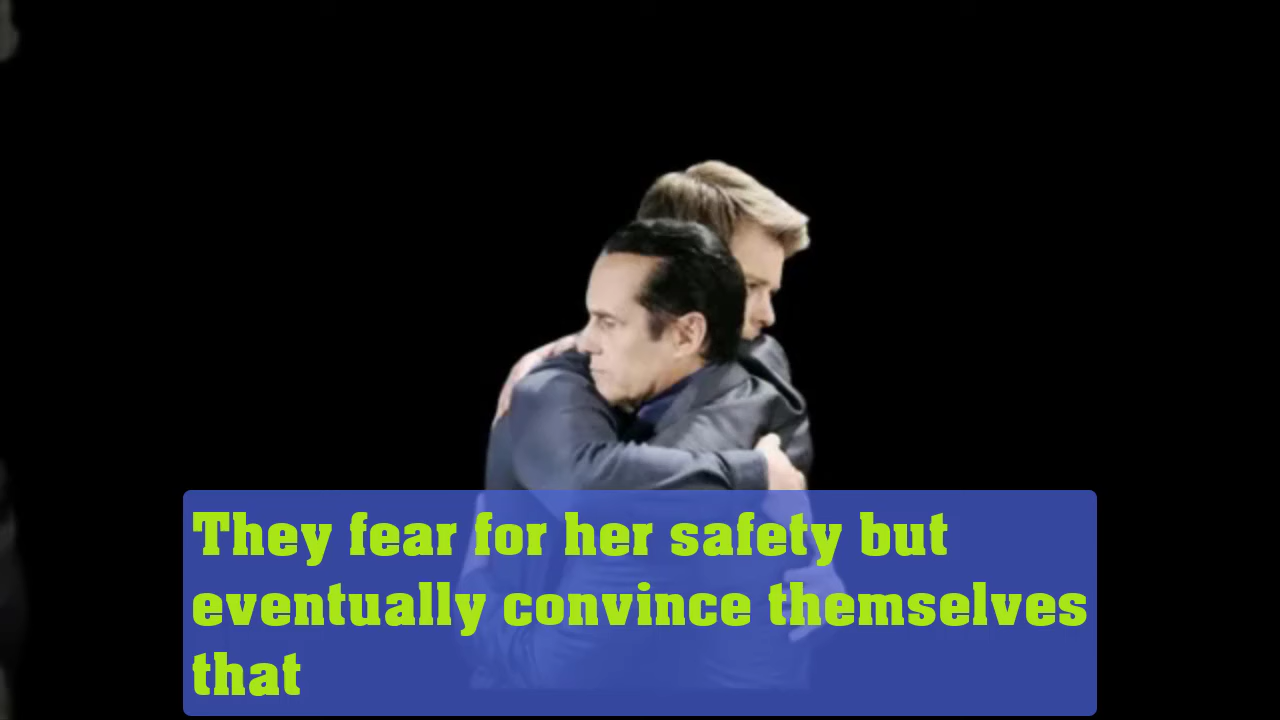 They fear for her safety but
eventually convince themselves
that